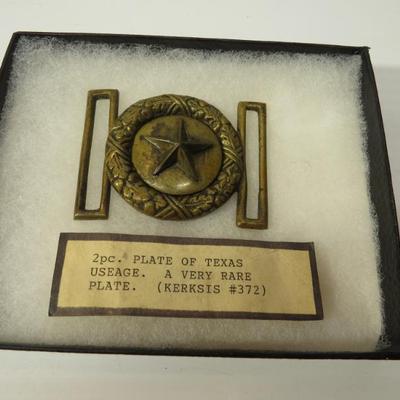 2pc. PLATE OF TEXAS
USEAGE. A VERY RARE
PLATE. (KERKSIS #372)